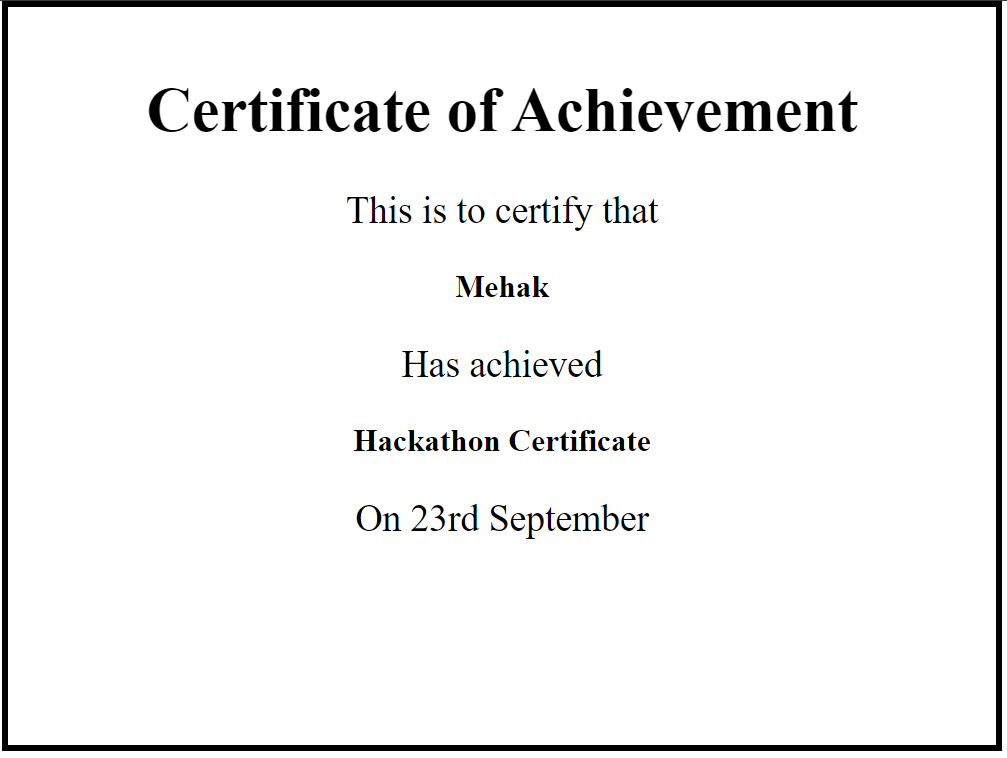 Certificate of Achievement
This is to certify that
Mehak
Has achieved
Hackathon Certificate
On 23rd September